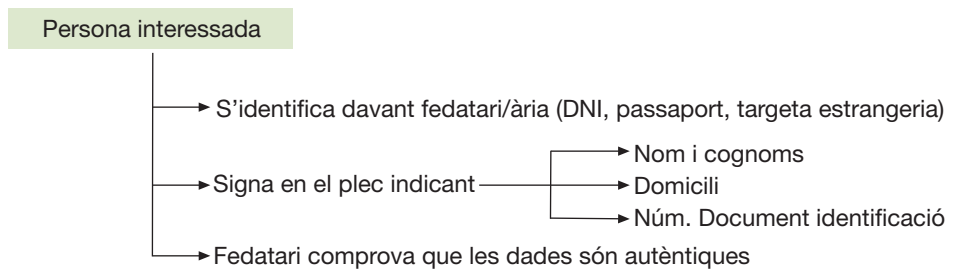 Persona interessada
S’identifica davant fedatari/ària (DNI, passaport, targeta estrangeria)
Nom i cognoms
Signa en el plec indicant
Domicili
Núm. Document identificació
Fedatari comprova que les dades són autèntiques